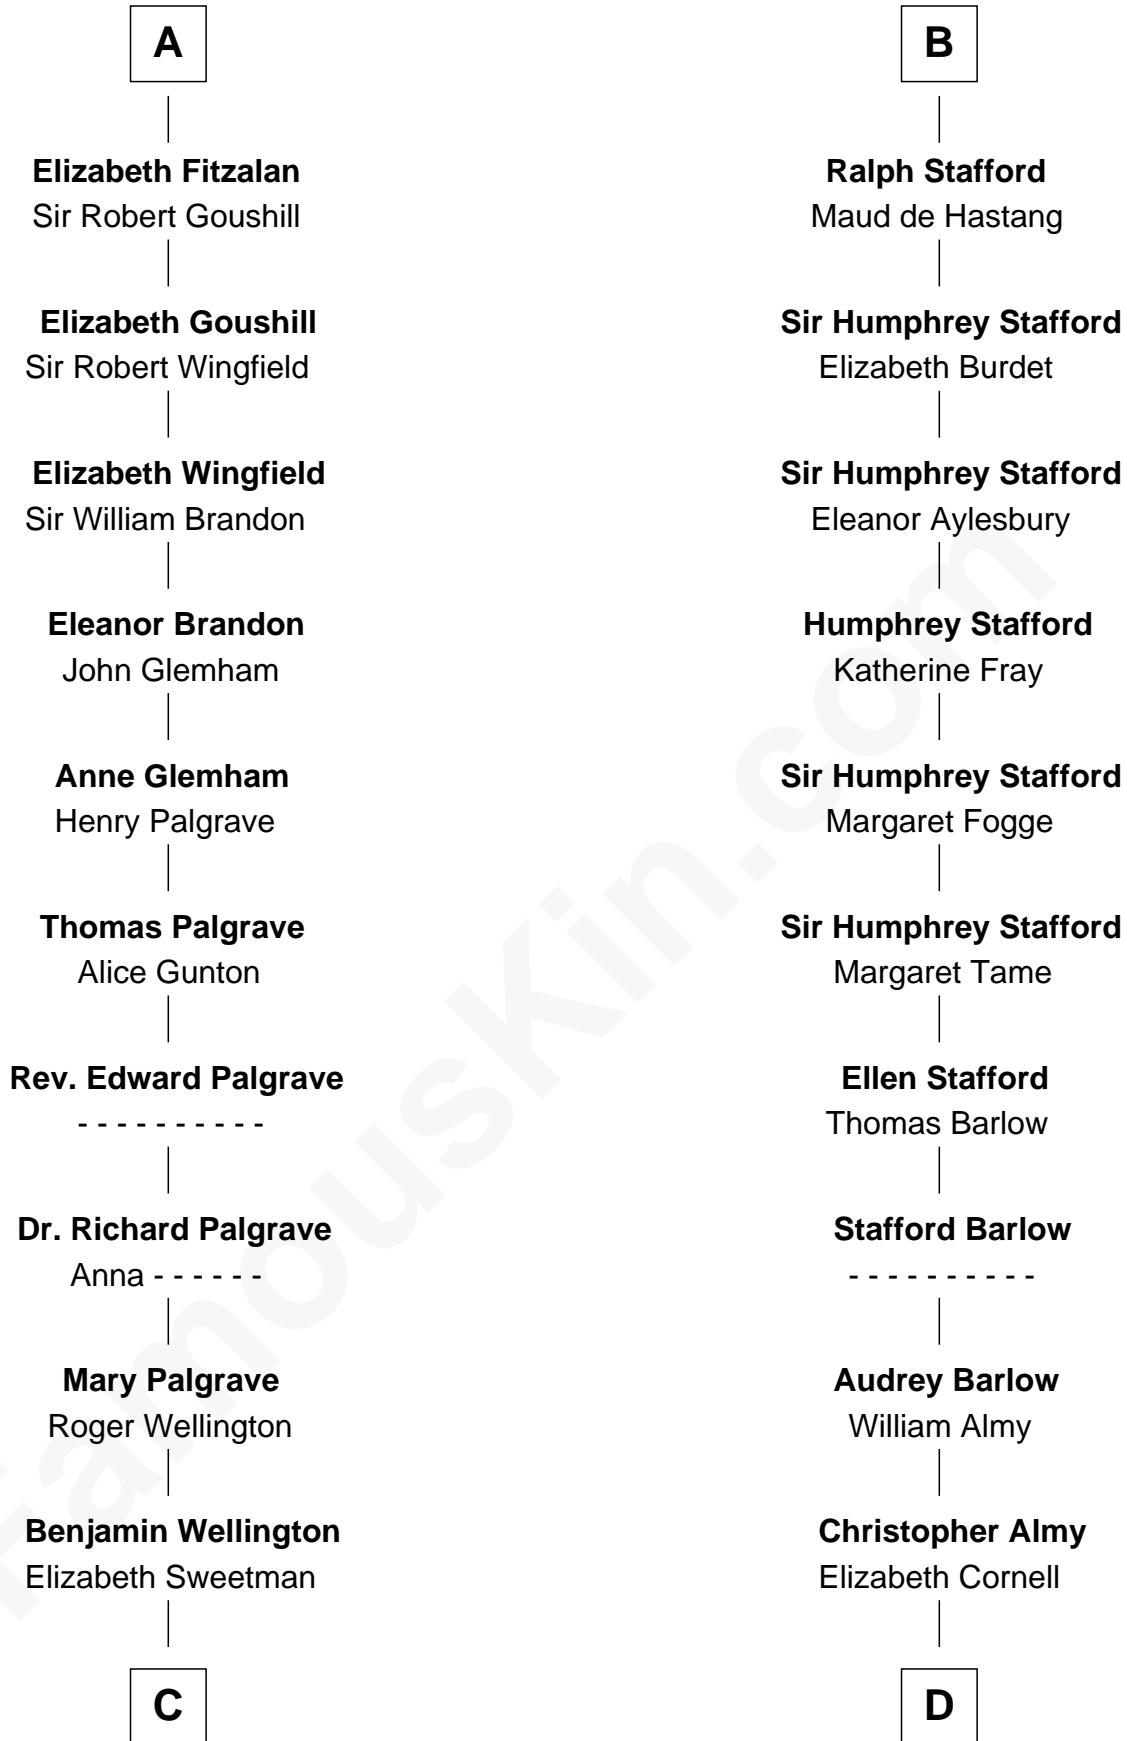 A
Elizabeth Fitzalan
Sir Robert Goushill
Elizabeth Goushill
Sir Robert Wingfield
Elizabeth Wingfield
Sir William Brandon
Eleanor Brandon
John Glemham
Anne Glemham
Henry Palgrave
Thomas Palgrave
Alice Gunton
Rev. Edward Palgrave
- - - - - - - - - -
Dr. Richard Palgrave
Anna - - - - - -
Mary Palgrave
Roger Wellington
Benjamin Wellington
Elizabeth Sweetman
C
B
Ralph Stafford
Maud de Hastang
Sir Humphrey Stafford
Elizabeth Burdet
Sir Humphrey Stafford
Eleanor Aylesbury
Humphrey Stafford
Katherine Fray
Sir Humphrey Stafford
Margaret Fogge
Sir Humphrey Stafford
Margaret Tame
Ellen Stafford
Thomas Barlow
Stafford Barlow
- - - - - - - - - -
Audrey Barlow
William Almy
Christopher Almy
Elizabeth Cornell
D
FamousKin.com